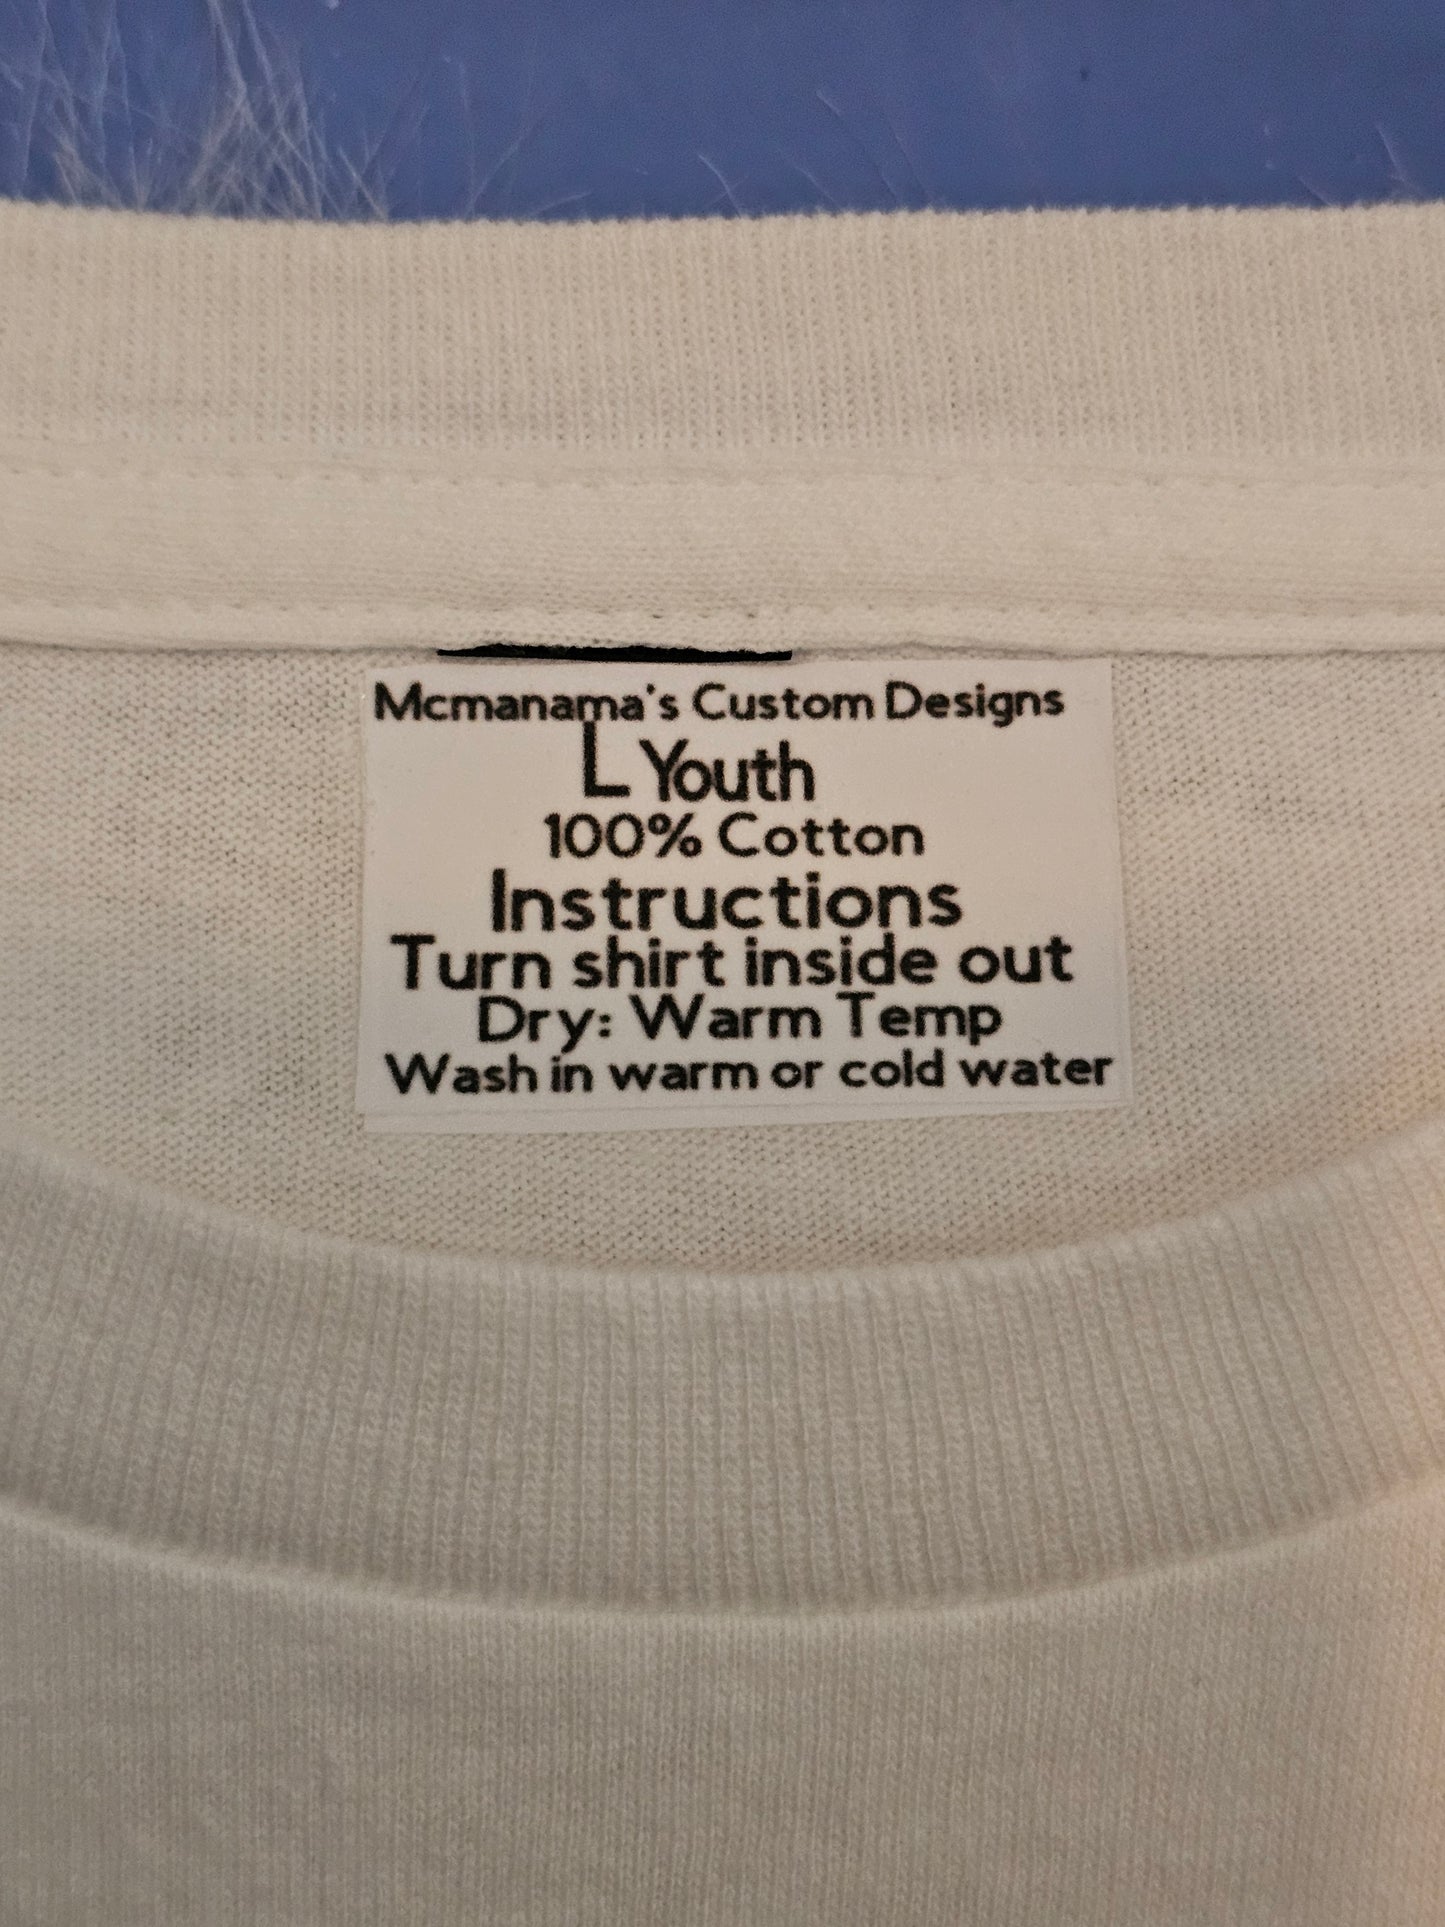 Mcmanama's Custom Designs
L Youth
100% Cotton
Instructions
Turn shirt inside out
Dry: Warm Temp
Wash in warm or cold water